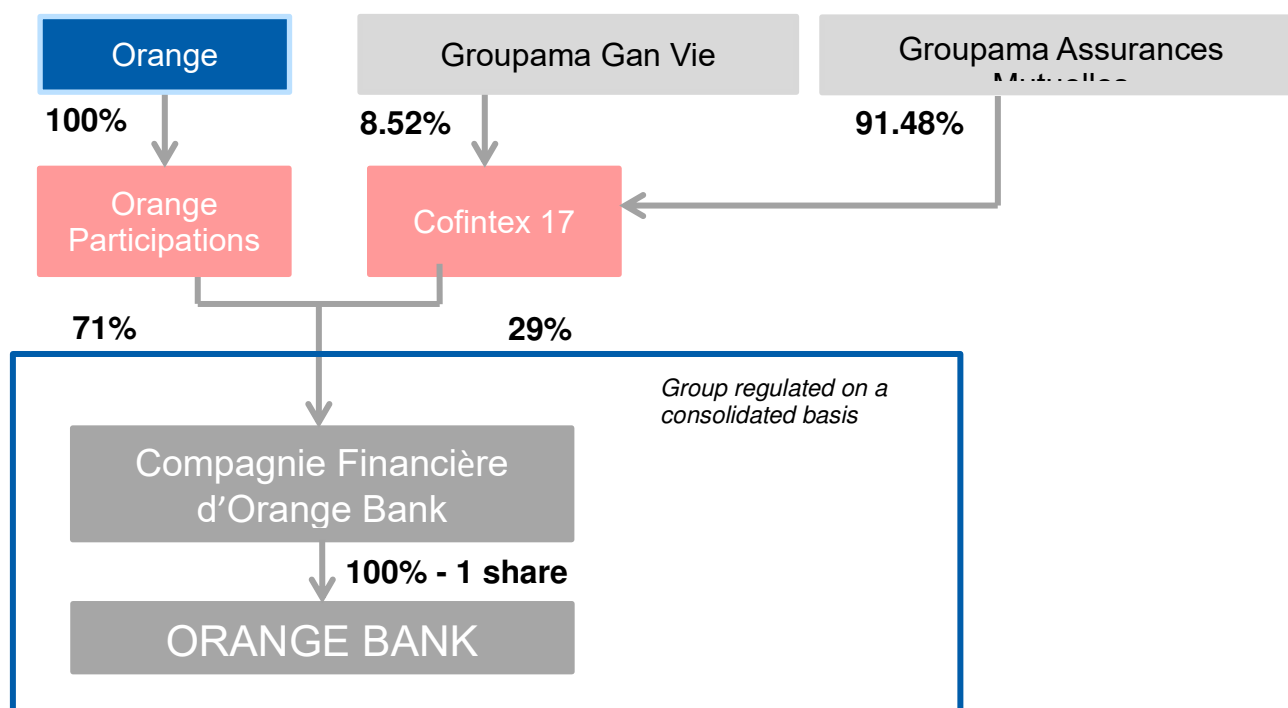 Orange
Groupama Gan Vie
Groupama Assurances
Mutuelles
100%
8.52%
91.48%
Orange
Participations
Cofintex 17
71%
29%
Group regulated on a
consolidated basis
Compagnie Financière
d’Orange Bank
100% - 1 share
ORANGE BANK